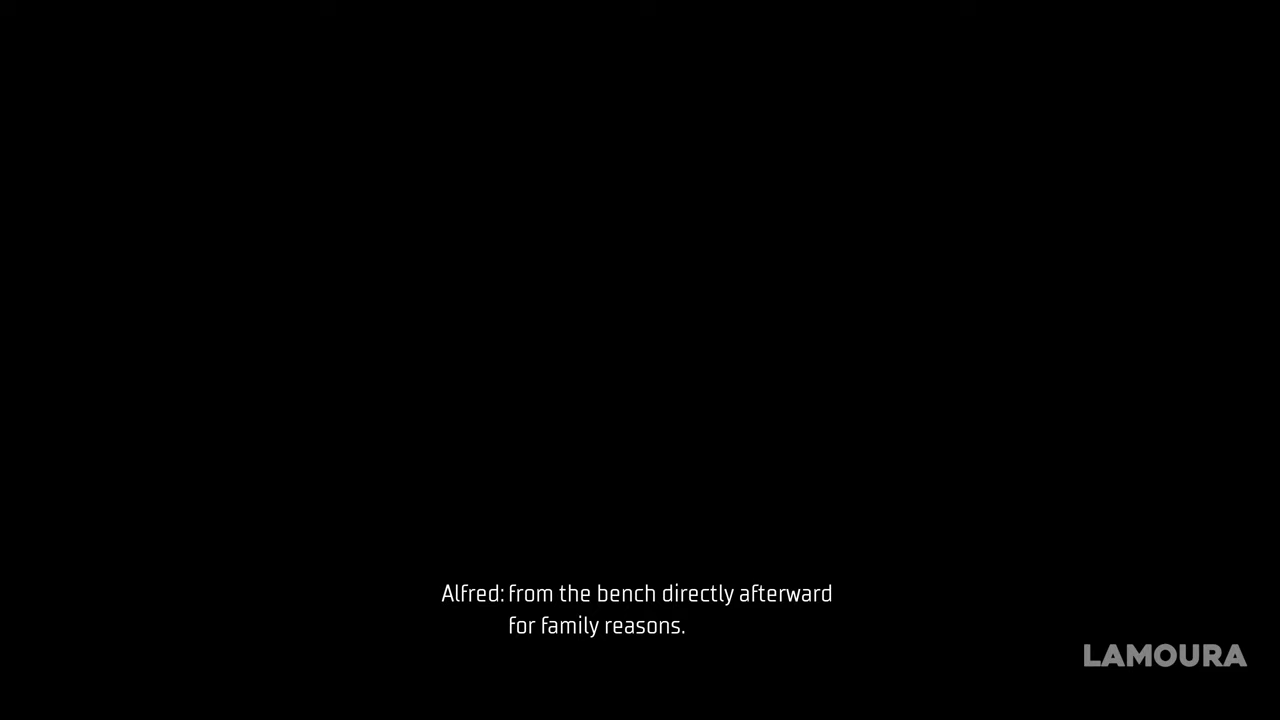 Alfred: from the bench directly afterward
for family reasons.
LAMOURA